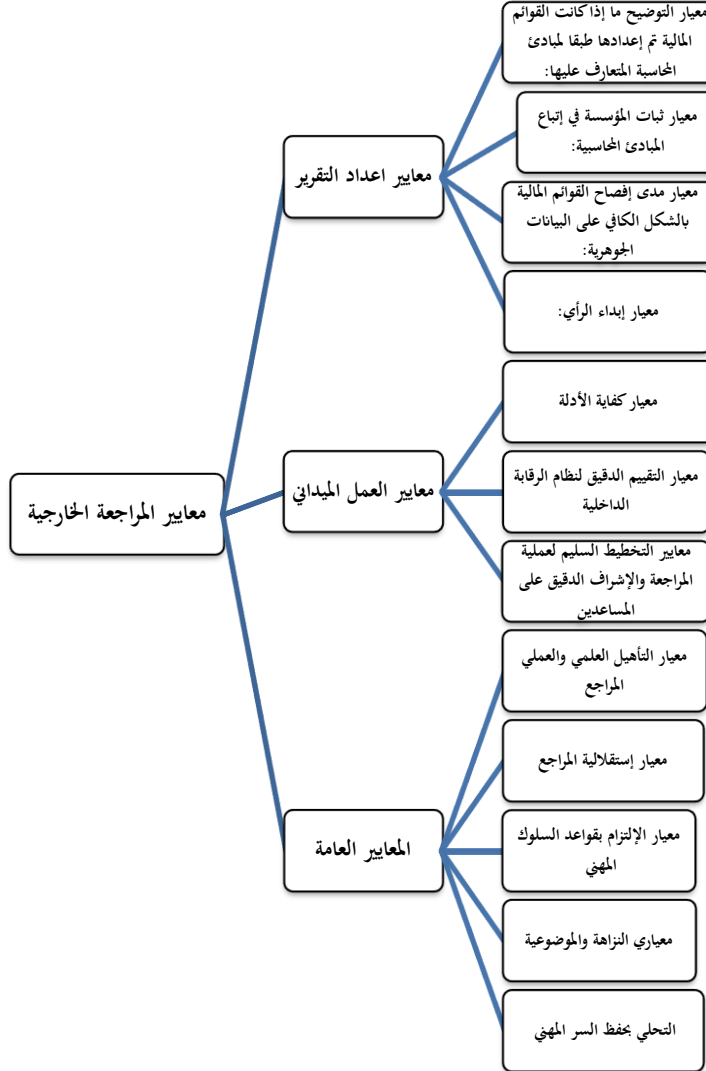 معايير المراجعة الخارجية
معايير اعداد التقرير
معيار التوضيح ما إذا كانت القوائم
المالية تم إعدادها طبقا لمبادئ
المحاسبة المتعارف عليها:
معيار ثبات المؤسسة في إتباع
المبادئ المحاسبية:
معيار مدى إفصاح القوائم المالية
بالشكل الكافي على البيانات
الجوهرية:
معيار إبداء الرأي:
معايير العمل الميداني
معيار كفاية الأدلة
معيار التقييم الدقيق لنظام الرقابة
الداخلية
معايير التخطيط السليم لعملية
المراجعة والإشراف الدقيق على
المساعدين
المعايير العامة
معيار التأهيل العلمي والعملي
المراجع
معيار إستقلالية المراجع
معيار الإلتزام بقواعد السلوك
المهني
معياري النزاهة والموضوعية
التحلي بحفظ السر المهني